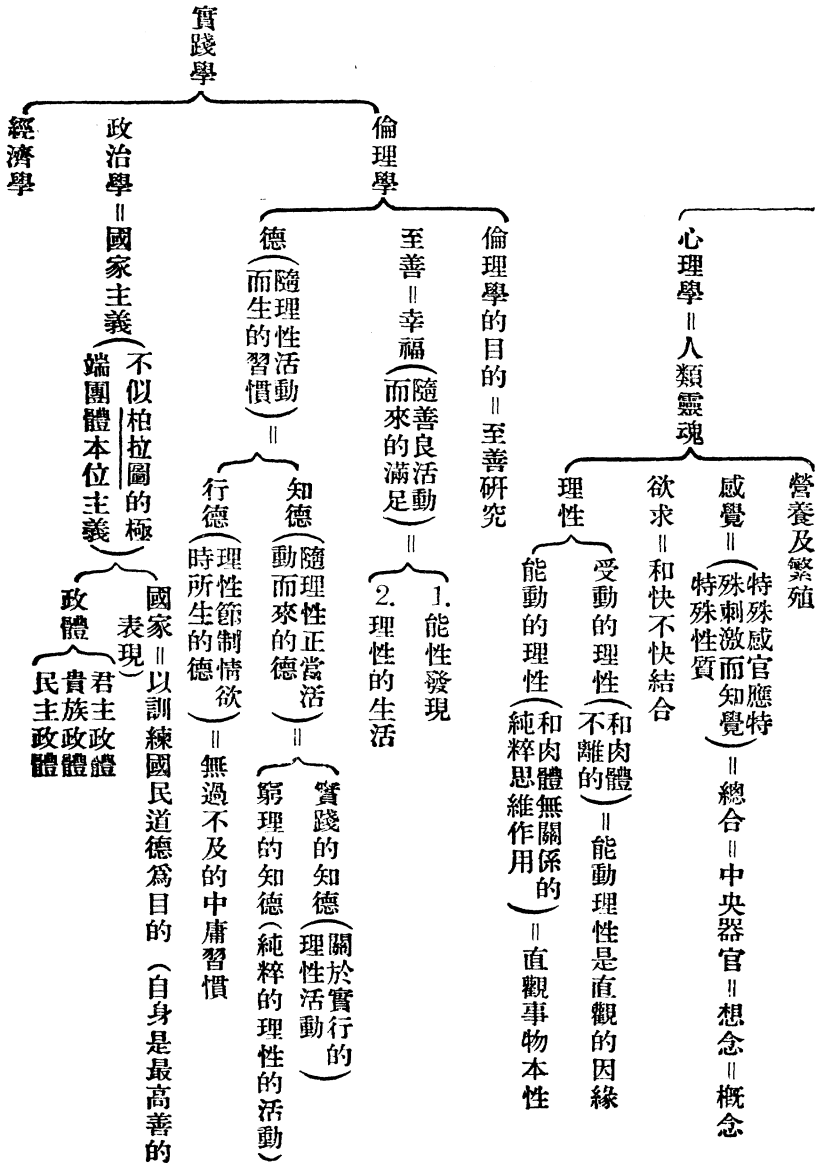 營養及繁殖
心理學＝人類靈魂
感覺＝（特殊感官應特
殊刺激而知覺
特殊性質）＝總合＝中央器官＝想念＝概念
欲求＝和快不快結合
理性
受動的理性（和肉體
不離的）＝能動理性是直觀的因緣
能動的理性（和肉體無關係的
純粹思維作用）＝直觀事物本性
實踐學
倫理學
倫理學的目的＝至善研究
至善＝幸福（隨善良活動
而來的滿足）＝
1.能性發現
2.理性的生活
德（隨理性活動
而生的習慣）＝
知德（隨理性正當活
動而來的德）＝
實踐的知德（關於實行的
理性活動）
窮理的知德（純粹的理性的活動）
行德（理性節制情欲
時所生的德）＝無過不及的中庸習慣
政治學＝國家主義（不似柏拉圖的極
端團體本位主義）
國家＝以訓練國民道德爲目的（自身是最高善的
表現）
政體
君主政體
貴族政體
民主政體
經濟學